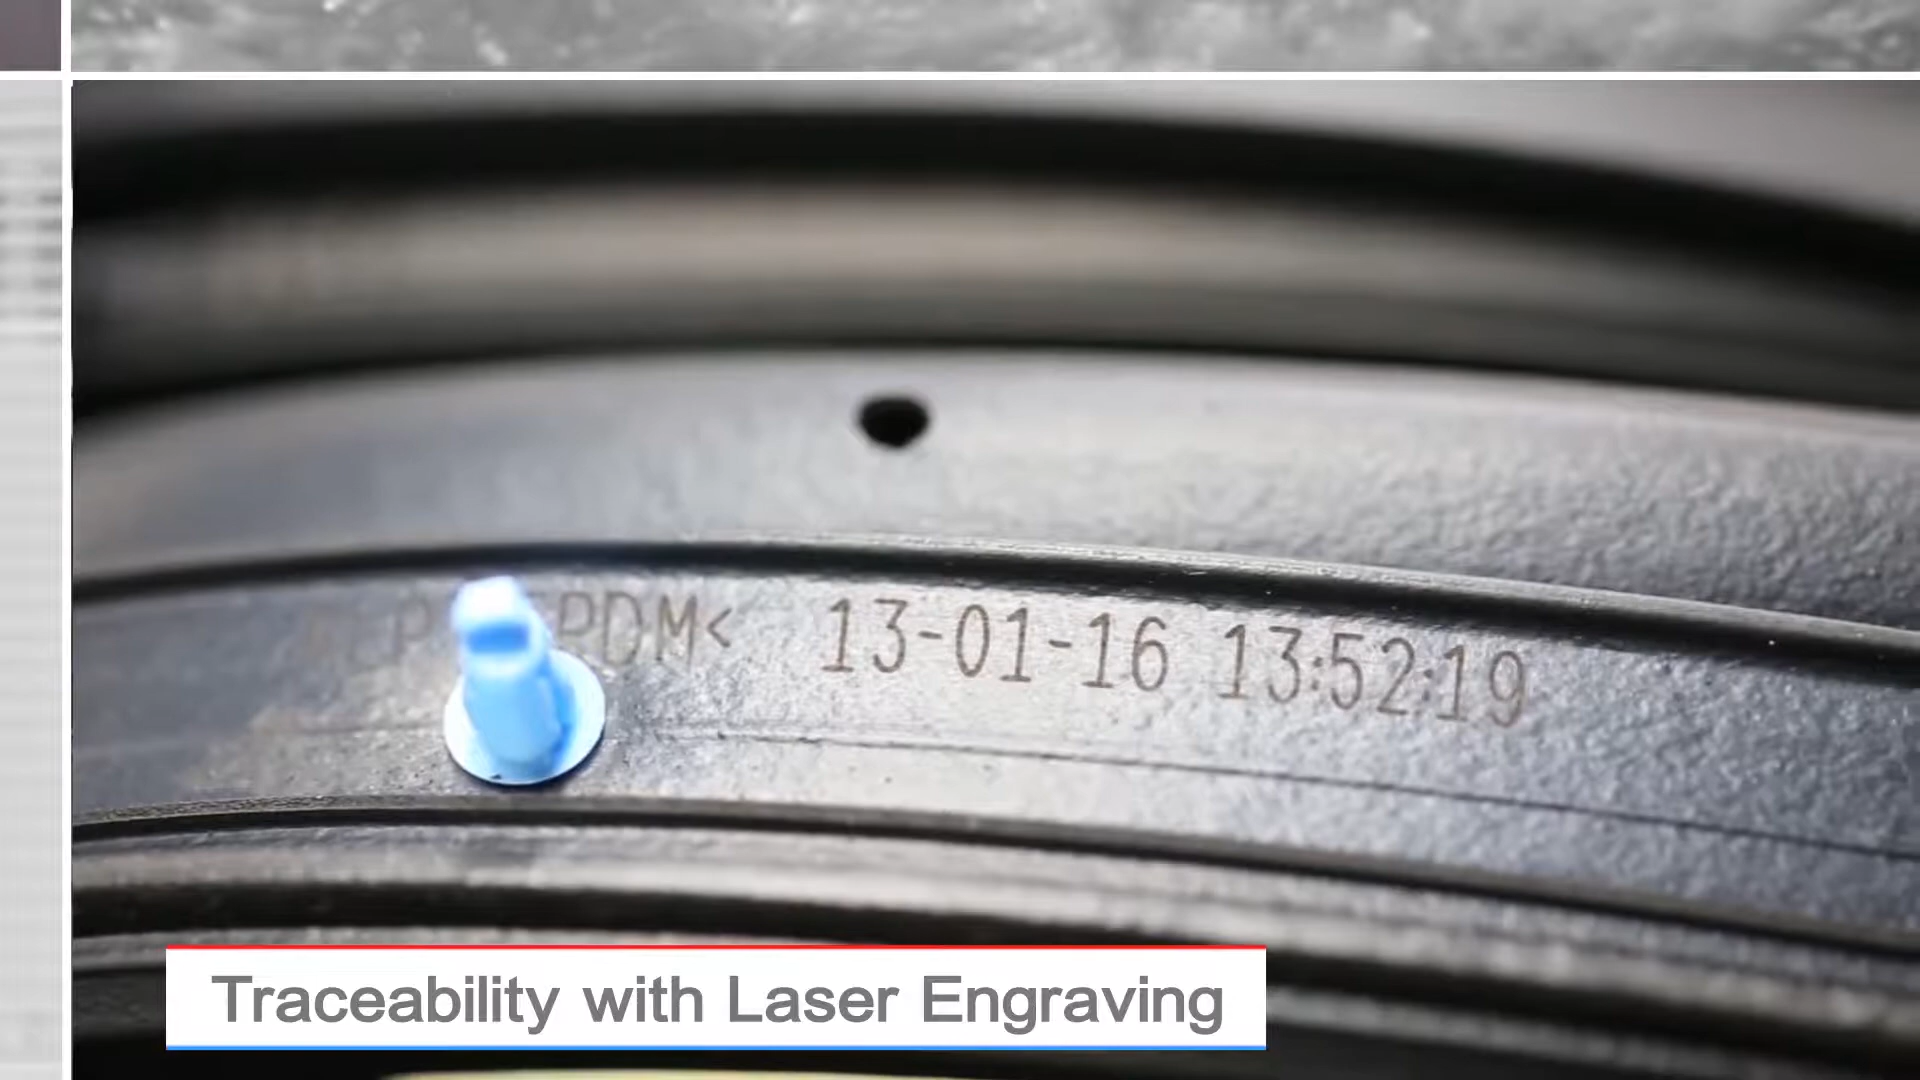 PDM< 13-01-16 13:52:19
Traceability with Laser Engraving